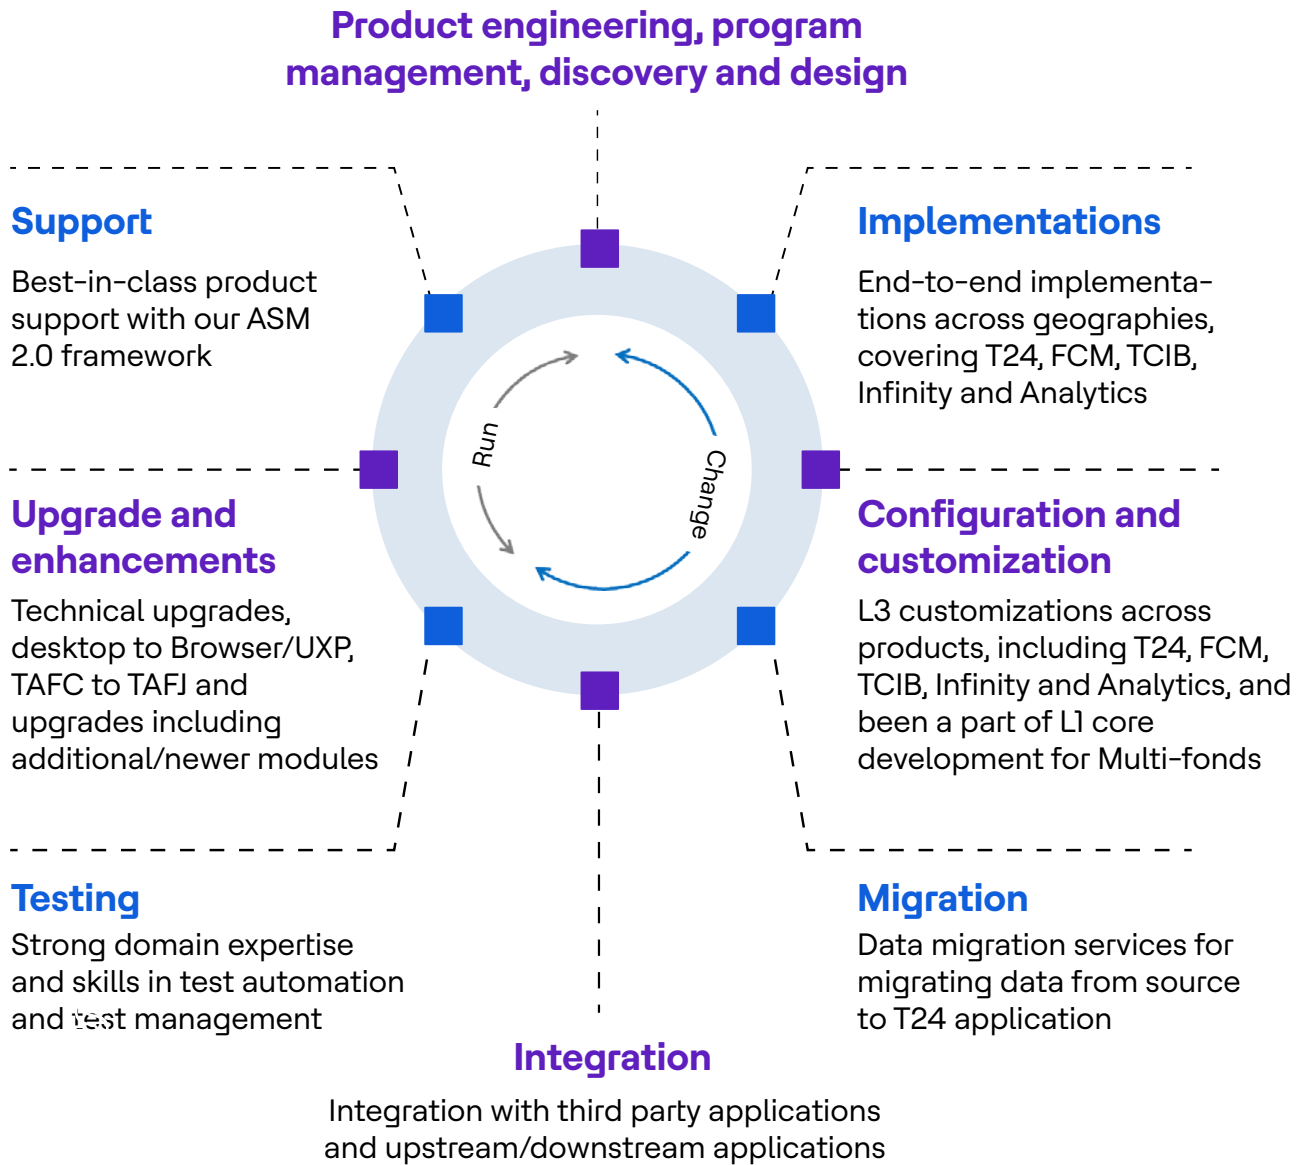 Product engineering, program
management, discovery and design
Support
Best-in-class product
support with our ASM
2.0 framework
Implementations
End-to-end implementa-
tions across geographies,
covering T24, FCM, TCIB,
Infinity and Analytics
Run
Change
Upgrade and
enhancements
Technical upgrades,
desktop to Browser/UXP,
TAFC to TAFJ and
upgrades including
additional/newer modules
Configuration and
customization
L3 customizations across
products, including T24, FCM,
TCIB, Infinity and Analytics, and
been a part of L1 core
development for Multi-fonds
Testing
Strong domain expertise
and skills in test automation
and test management
Migration
Data migration services for
migrating data from source
to T24 application
Integration
Integration with third party applications
and upstream/downstream applications